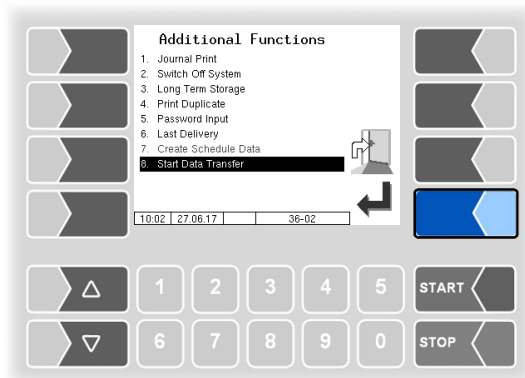 Additional Functions
1. Journal Print
2. Switch Off System
3. Long Term Storage
4. Print Duplicate
5. Password Input
6. Last Delivery
7. Create Schedule Data
8. Start Data Transfer
10:02 27.06.17 36-02
1 2 3 4 5 START
6 7 8 9 0 STOP